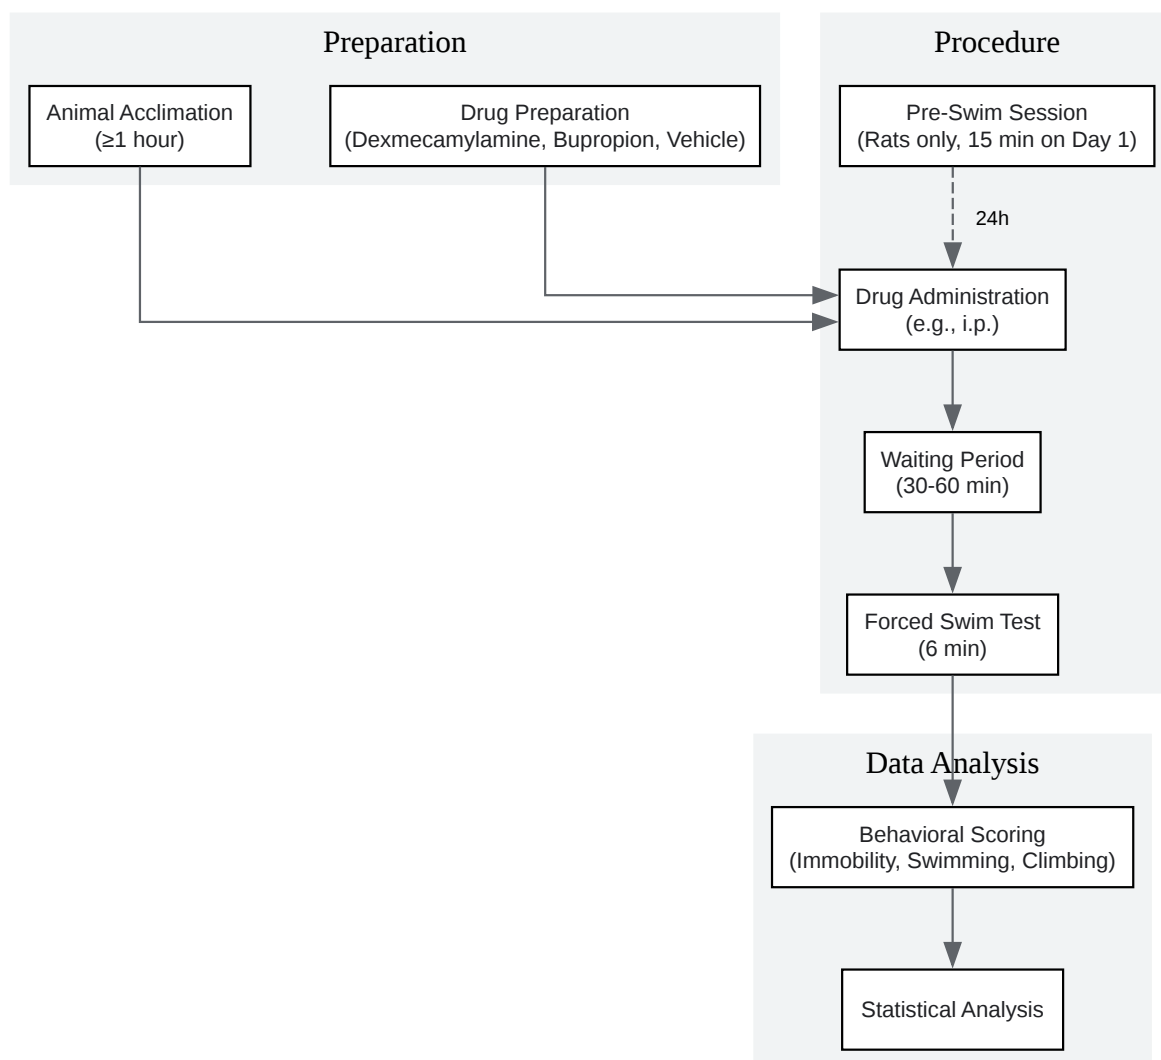 Preparation
Procedure
Animal Acclimation
(≥1 hour)
Drug Preparation
(Dexmecamylamine, Bupropion, Vehicle)
Pre-Swim Session
(Rats only, 15 min on Day 1)
24h
Drug Administration
(e.g., i.p.)
Waiting Period
(30-60 min)
Forced Swim Test
(6 min)
Data Analysis
Behavioral Scoring
(Immobility, Swimming, Climbing)
Statistical Analysis